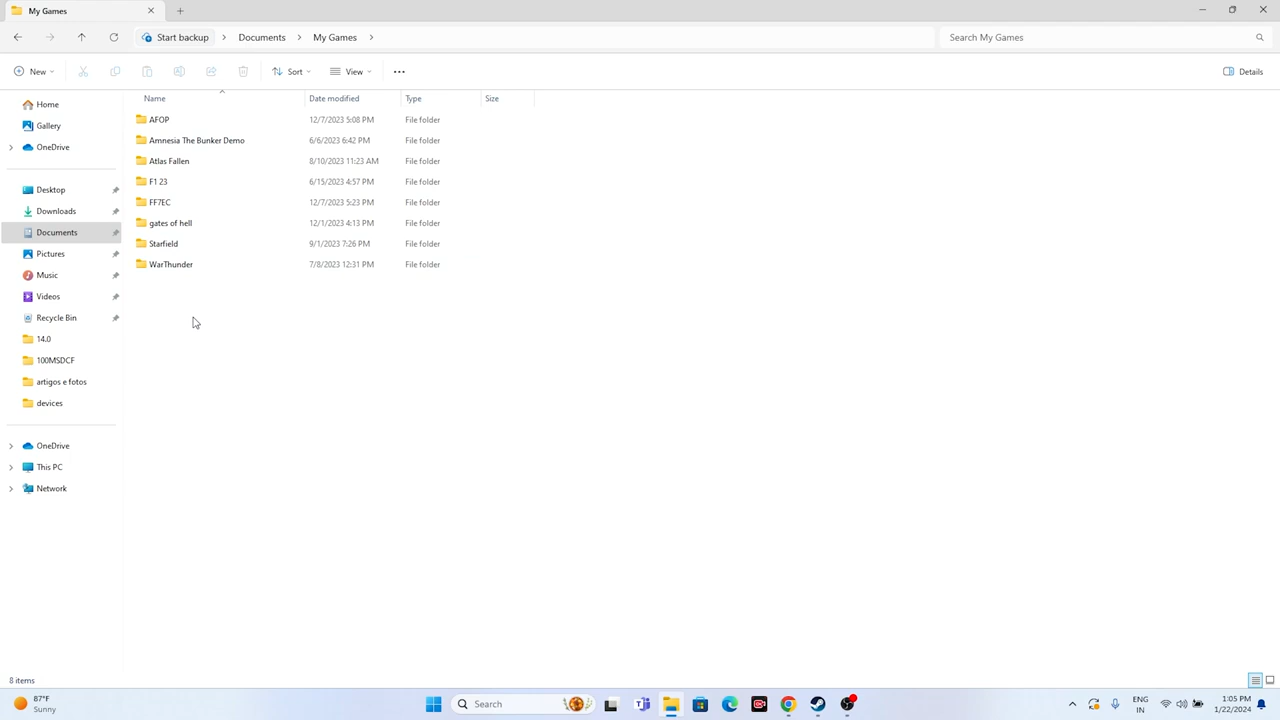 My Games
Start backup
Documents
My Games
Search My Games
New
Sort
View
Details
Name
Date modified
Type
Size
AFOP 12/7/2023 5:08 PM File folder
Amnesia The Bunker Demo 6/6/2023 6:42 PM File folder
Atlas Fallen 8/10/2023 11:23 AM File folder
F1 23 6/15/2023 4:57 PM File folder
FF7EC 12/7/2023 5:23 PM File folder
gates of hell 12/1/2023 4:13 PM File folder
Starfield 9/1/2023 7:26 PM File folder
WarThunder 7/8/2023 12:31 PM File folder
Home
Gallery
OneDrive
Desktop
Downloads
Documents
Pictures
Music
Videos
Recycle Bin
14.0
100MSDCF
artigos e fotos
devices
OneDrive
This PC
Network
8 items
87°F
Sunny
Search
ENG
IN
1:05 PM
1/22/2024